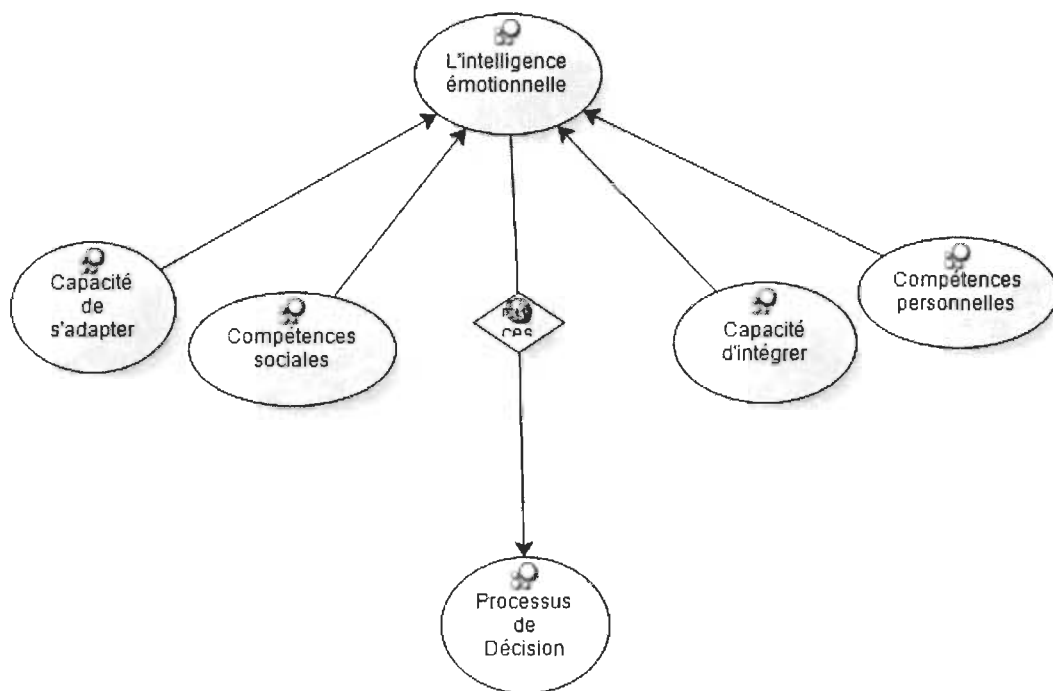 L'intelligence
émotionnelle
Capacité
de
s'adapter
Compétences
sociales
ces
Capacité
d'intégrer
Compétences
personnelles
Processus
de
Décision